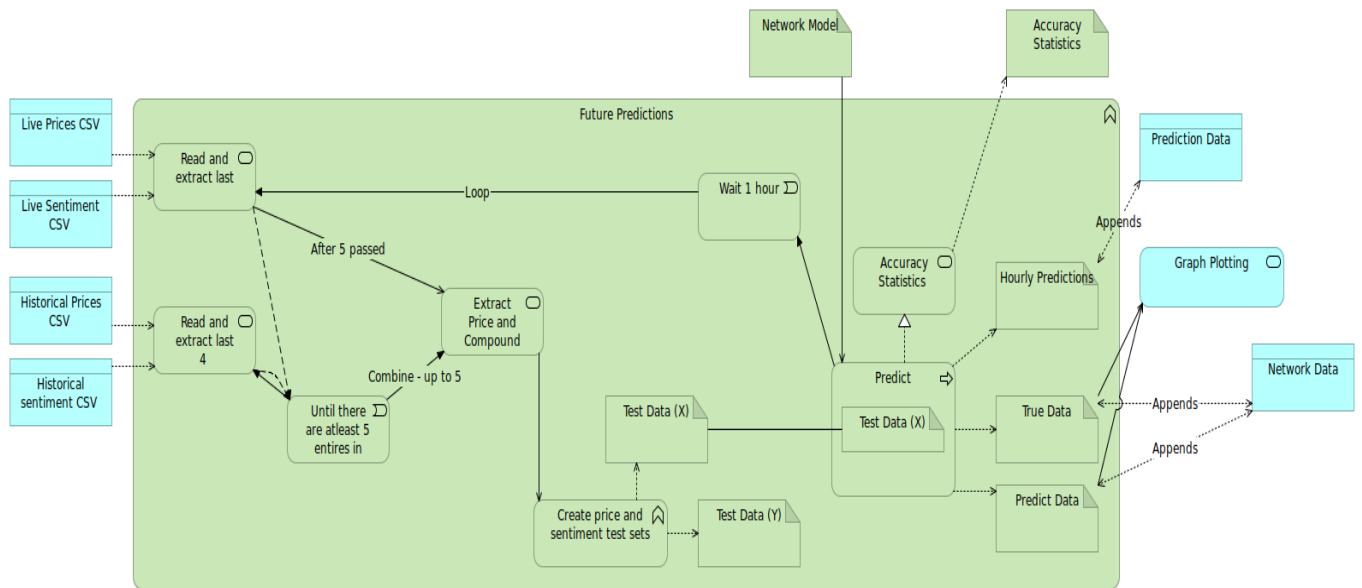 Network Model
Accuracy
Statistics
Future Predictions
Live Prices CSV
Live Sentiment
CSV
Historical Prices
CSV
Historical
sentiment CSV
Read and
extract last
Loop
Wait 1 hour
After 5 passed
Read and
extract last
4
Extract
Price and
Compound
Combine - up to 5
Until there
are atleast 5
entires in
Accuracy
Statistics
Hourly Predictions
Appends
Prediction Data
Graph Plotting
Predict
Test Data (X)
Test Data (X)
True Data
Appends
Network Data
Appends
Predict Data
Create price and
sentiment test sets
Test Data (Y)